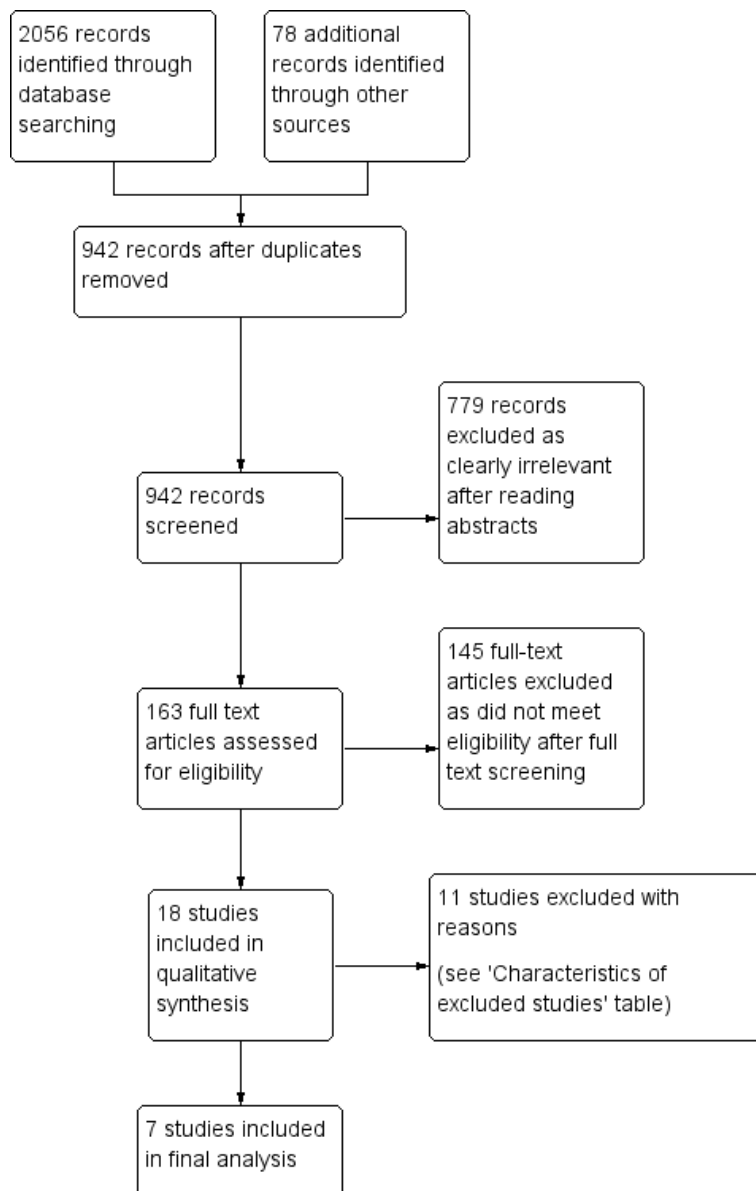 2056 records
identified through
database
searching
78 additional
records identified
through other
sources
942 records after duplicates
removed
942 records
screened
779 records
excluded as
clearly irrelevant
after reading
abstracts
163 full text
articles assessed
for eligibility
145 full-text
articles excluded
as did not meet
eligibility after full
text screening
18 studies
included in
qualitative
synthesis
11 studies excluded with
reasons
(see 'Characteristics of
excluded studies' table)
7 studies included
in final analysis